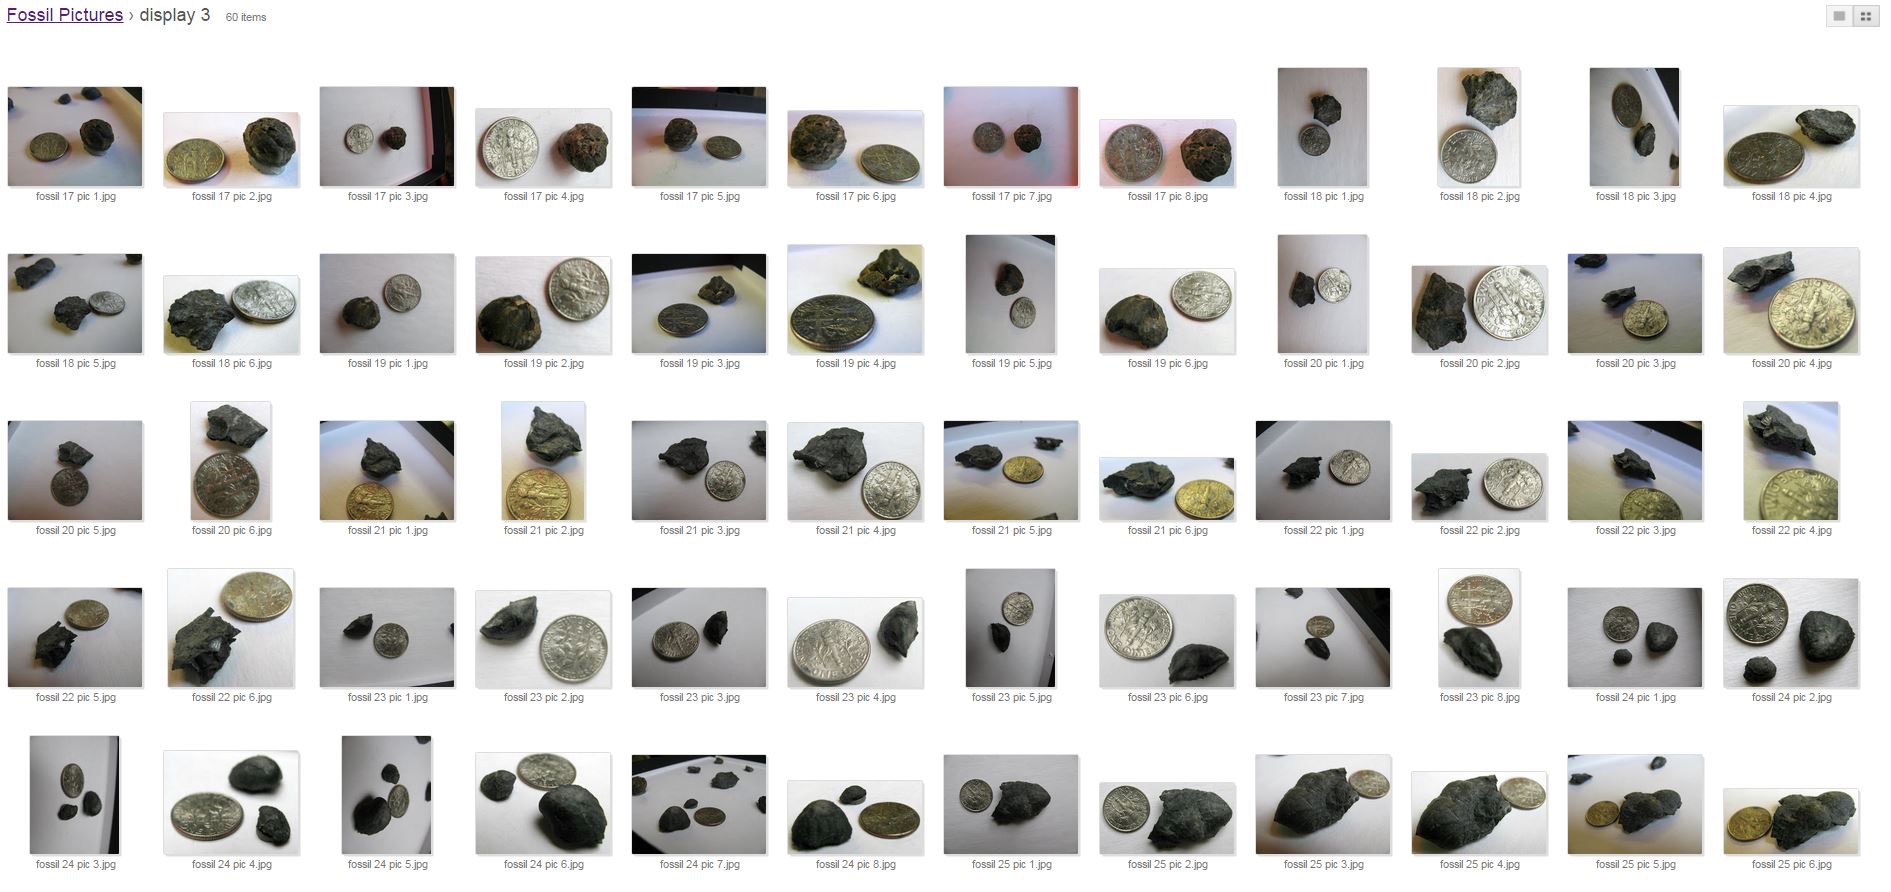 Fossil Pictures › display 3 60 items
fossil 17 pic 1.jpg fossil 17 pic 2.jpg fossil 17 pic 3.jpg fossil 17 pic 4.jpg fossil 17 pic 5.jpg fossil 17 pic 6.jpg fossil 17 pic 7.jpg fossil 17 pic 8.jpg fossil 18 pic 1.jpg fossil 18 pic 2.jpg fossil 18 pic 3.jpg fossil 18 pic 4.jpg
fossil 18 pic 5.jpg fossil 18 pic 6.jpg fossil 19 pic 1.jpg fossil 19 pic 2.jpg fossil 19 pic 3.jpg fossil 19 pic 4.jpg fossil 19 pic 5.jpg fossil 19 pic 6.jpg fossil 20 pic 1.jpg fossil 20 pic 2.jpg fossil 20 pic 3.jpg fossil 20 pic 4.jpg
fossil 20 pic 5.jpg fossil 20 pic 6.jpg fossil 21 pic 1.jpg fossil 21 pic 2.jpg fossil 21 pic 3.jpg fossil 21 pic 4.jpg fossil 21 pic 5.jpg fossil 21 pic 6.jpg fossil 22 pic 1.jpg fossil 22 pic 2.jpg fossil 22 pic 3.jpg fossil 22 pic 4.jpg
fossil 22 pic 5.jpg fossil 22 pic 6.jpg fossil 23 pic 1.jpg fossil 23 pic 2.jpg fossil 23 pic 3.jpg fossil 23 pic 4.jpg fossil 23 pic 5.jpg fossil 23 pic 6.jpg fossil 23 pic 7.jpg fossil 23 pic 8.jpg fossil 24 pic 1.jpg fossil 24 pic 2.jpg
fossil 24 pic 3.jpg fossil 24 pic 4.jpg fossil 24 pic 5.jpg fossil 24 pic 6.jpg fossil 24 pic 7.jpg fossil 24 pic 8.jpg fossil 25 pic 1.jpg fossil 25 pic 2.jpg fossil 25 pic 3.jpg fossil 25 pic 4.jpg fossil 25 pic 5.jpg fossil 25 pic 6.jpg